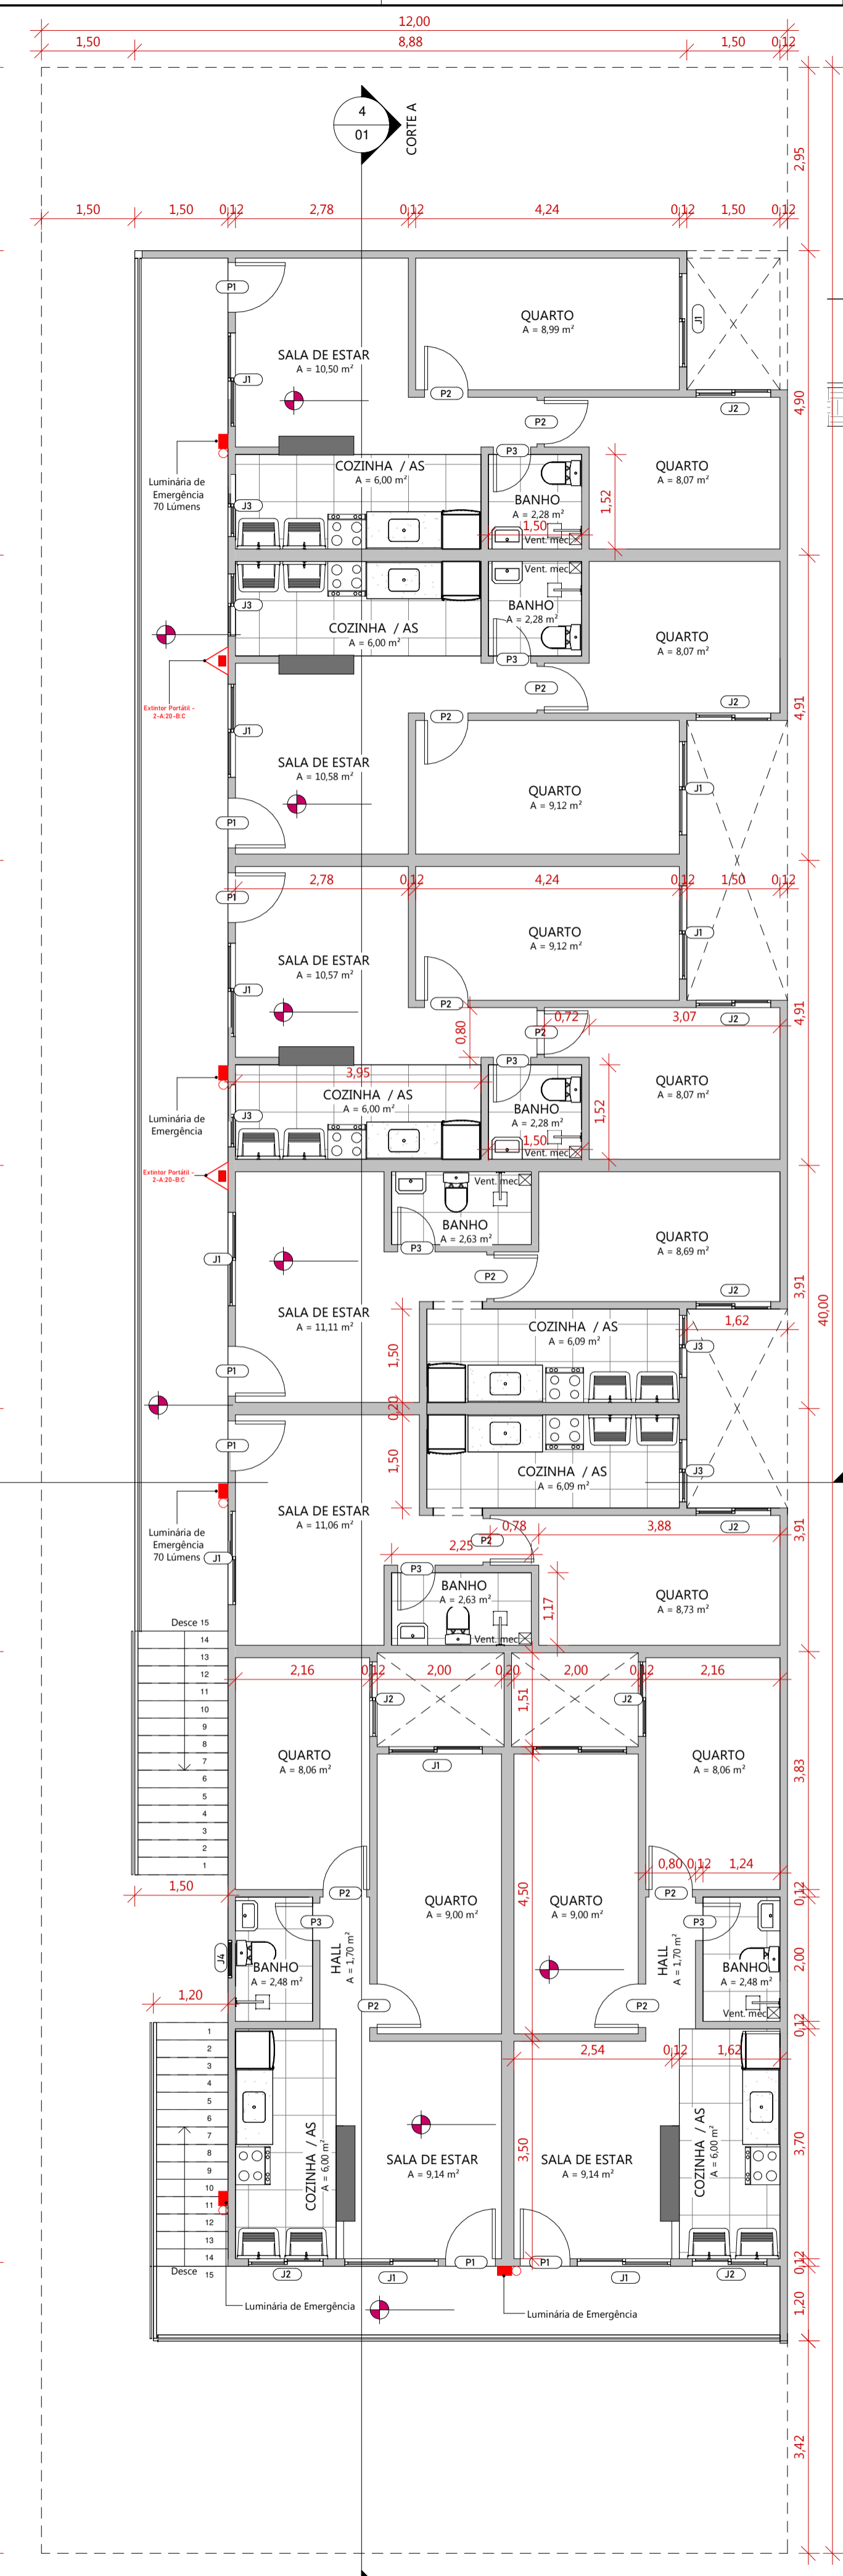 12,00
1,50
8,88
1,50
0,12
4
01
CORTE A
2,95
1,50
1,50
0,12
2,78
0,12
4,24
0,12
1,50
0,12
P1
QUARTO
A = 8,99 m²
J1
SALA DE ESTAR
A = 10,50 m²
J1
P2
J2
4,90
P2
P3
Luminária de
Emergência
70 Lúmens
COZINHA / AS
A = 6,00 m²
QUARTO
A = 8,07 m²
BANHO
A = 2,28 m²
1,52
J3
1,50
Vent. mec
Vent. mec
J3
BANHO
A = 2,28 m²
COZINHA / AS
A = 6,00 m²
QUARTO
A = 8,07 m²
P3
P2
Extintor Portátil -
2-A:20-B:C
J2
P2
4,91
J1
SALA DE ESTAR
A = 10,58 m²
QUARTO
A = 9,12 m²
J1
P1
2,78
0,12
4,24
0,12
1,50
0,12
P1
QUARTO
A = 9,12 m²
J1
SALA DE ESTAR
A = 10,57 m²
J1
P2
J2
4,91
0,72
3,07
P2
0,80
P3
3,95
COZINHA / AS
A = 6,00 m²
QUARTO
A = 8,07 m²
BANHO
A = 2,28 m²
1,52
J3
Luminária de
Emergência
1,50
Vent. mec
Extintor Portátil -
2-A:20-B:C
Vent. mec
BANHO
A = 2,63 m²
P3
QUARTO
A = 8,69 m²
J1
P2
J2
3,91
SALA DE ESTAR
A = 11,11 m²
40,00
1,62
COZINHA / AS
A = 6,09 m²
J3
1,50
P1
0,20
P1
1,50
COZINHA / AS
A = 6,09 m²
J3
SALA DE ESTAR
A = 11,06 m²
Luminária de
Emergência
70 Lúmens
J1
0,78
3,88
J2
3,91
P2
2,25
P3
BANHO
A = 2,63 m²
1,17
QUARTO
A = 8,73 m²
Desce 15
Vent. mec
14
13
12
11
10
9
8
7
6
5
4
3
2
1
2,16
0,12
2,00
0,20
2,00
0,12
2,16
J2
J2
1,51
QUARTO
A = 8,06 m²
J1
QUARTO
A = 8,06 m²
3,83
0,80
0,12
1,24
1,50
P2
P2
0,12
QUARTO
A = 9,00 m²
4,50
QUARTO
A = 9,00 m²
P3
P3
J4
BANHO
A = 2,48 m²
HALL
A = 1,70 m²
HALL
A = 1,70 m²
BANHO
A = 2,48 m²
2,00
1,20
P2
P2
Vent. mec
0,12
1
2
3
4
5
6
7
8
9
10
11
12
13
14
Desce
15
2,54
0,12
1,62
COZINHA / AS
A = 6,00 m²
SALA DE ESTAR
A = 9,14 m²
3,50
SALA DE ESTAR
A = 9,14 m²
COZINHA / AS
A = 6,00 m²
3,70
P1
P1
J2
J1
J1
J2
0,12
Luminária de Emergência
Luminária de Emergência
1,20
3,42